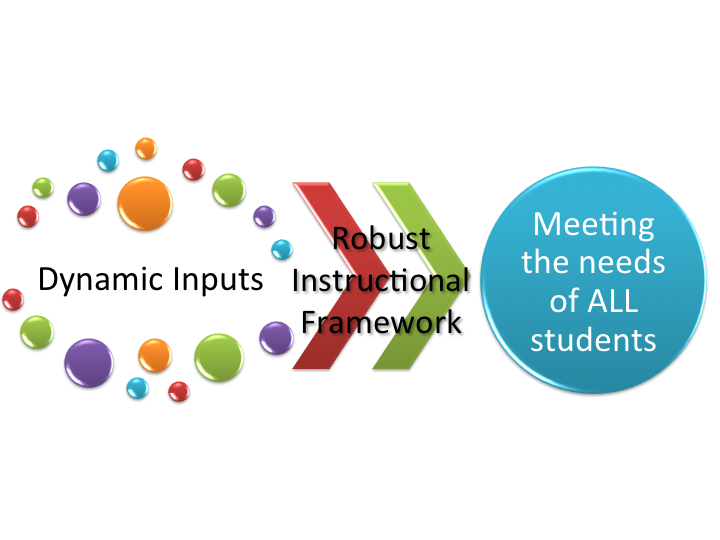 Dynamic Inputs
Robust
Instructional
Framework
Meeting
the needs
of ALL
students